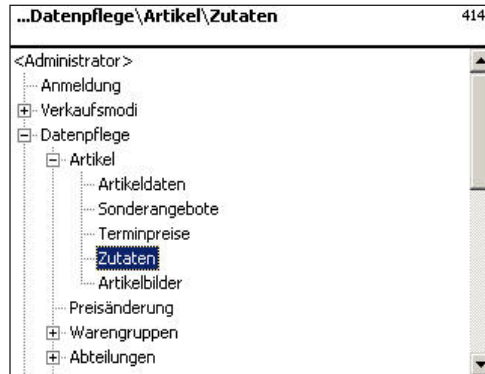 ...Datenpflege\Artikel\Zutaten 414
<Administrator>
Anmeldung
Verkaufsmodi
Datenpflege
Artikel
Artikeldaten
Sonderangebote
Terminpreise
Zutaten
Artikelbilder
Preisänderung
Warengruppen
Abteilungen